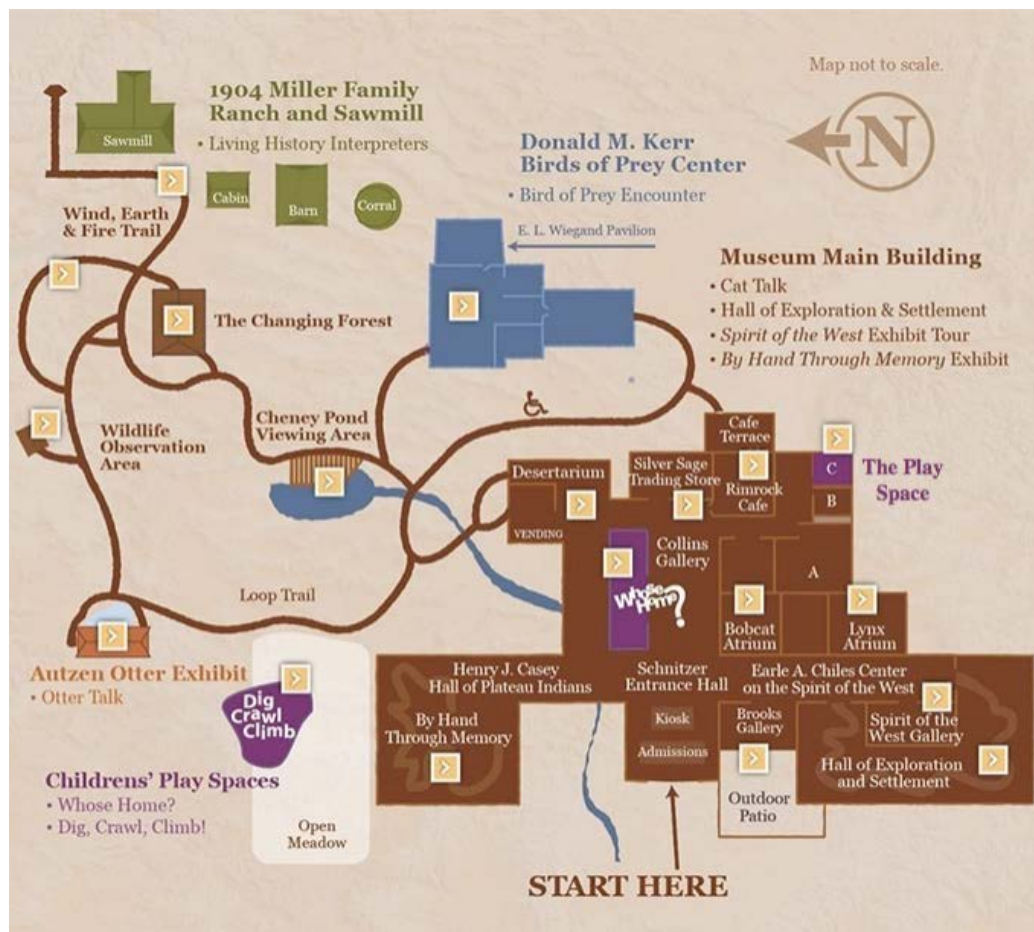 Map not to scale.
N
1904 Miller Family
Ranch and Sawmill
• Living History Interpreters
Sawmill
Cabin
Barn
Corral
Donald M. Kerr
Birds of Prey Center
• Bird of Prey Encounter
E. L. Wiegand Pavilion
Wind, Earth
& Fire Trail
Museum Main Building
• Cat Talk
• Hall of Exploration & Settlement
• Spirit of the West Exhibit Tour
• By Hand Through Memory Exhibit
The Changing Forest
Cheney Pond
Viewing Area
Wildlife
Observation
Area
Cafe
Terrace
Desertarium
Silver Sage
Trading Store
Rimrock
Cafe
C
B
The Play
Space
VENDING
Collins
Gallery
A
Whose
Home?
Bobcat
Atrium
Lynx
Atrium
Loop Trail
Autzen Otter Exhibit
• Otter Talk
Henry J. Casey
Hall of Plateau Indians
Schnitzer
Entrance Hall
Earle A. Chiles Center
on the Spirit of the West
Dig
Crawl
Climb
By Hand
Through Memory
Kiosk
Admissions
Brooks
Gallery
Spirit of the
West Gallery
Hall of Exploration
and Settlement
Childrens' Play Spaces
• Whose Home?
• Dig, Crawl, Climb!
Open
Meadow
Outdoor
Patio
START HERE